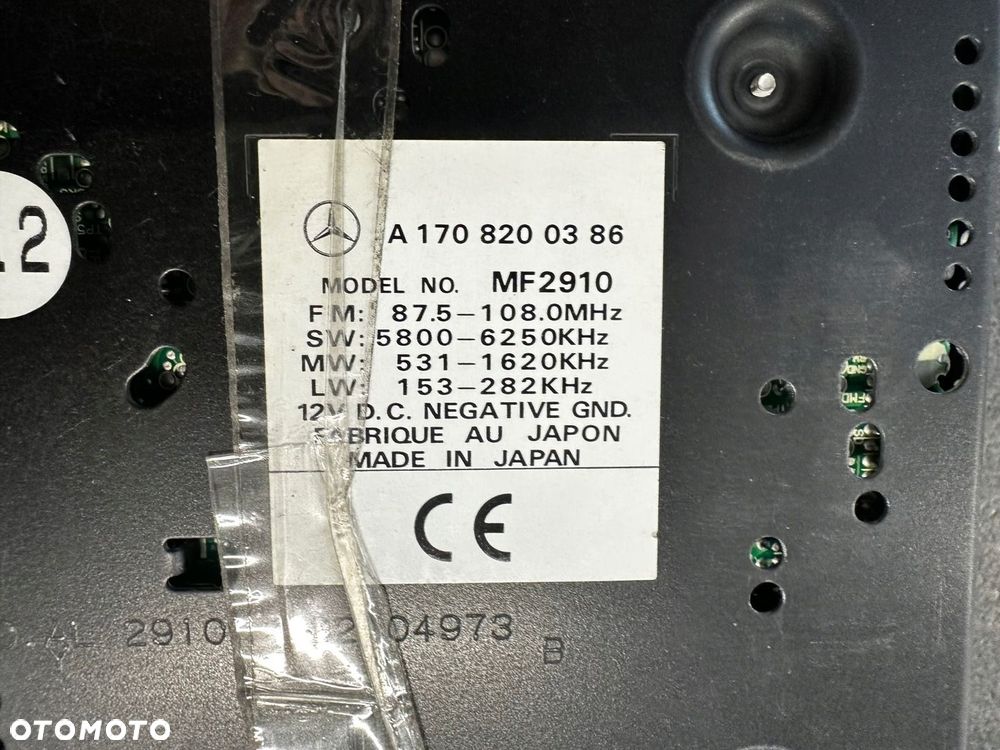 A 170 820 03 86
MODEL NO. MF2910
FM: 87.5–108.0MHz
SW: 5800–6250KHz
MW: 531–1620KHz
LW: 153–282KHz
12V D.C. NEGATIVE GND.
FABRIQUE AU JAPON
MADE IN JAPAN
CE
2910 04973
B
OTOMOTO